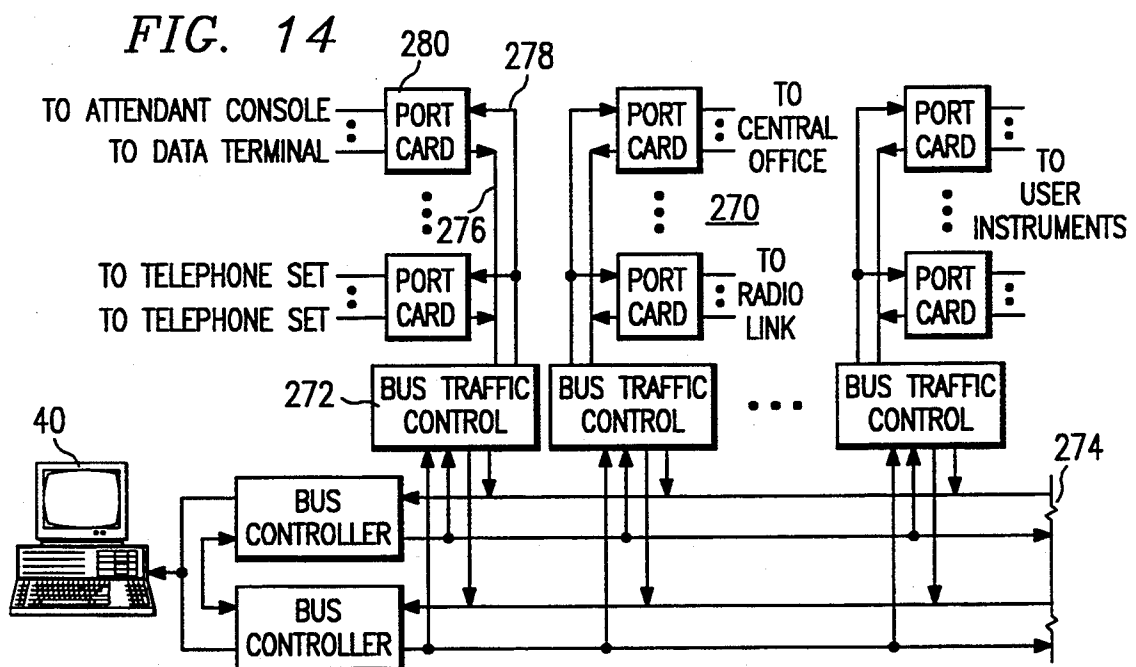 FIG. 14
280
278
TO ATTENDANT CONSOLE
TO DATA TERMINAL
PORT
CARD
PORT
CARD
TO
CENTRAL
OFFICE
PORT
CARD
TO
USER
INSTRUMENTS
276
270
TO TELEPHONE SET
TO TELEPHONE SET
PORT
CARD
PORT
CARD
TO
RADIO
LINK
PORT
CARD
272
BUS TRAFFIC
CONTROL
BUS TRAFFIC
CONTROL
BUS TRAFFIC
CONTROL
40
274
BUS
CONTROLLER
BUS
CONTROLLER